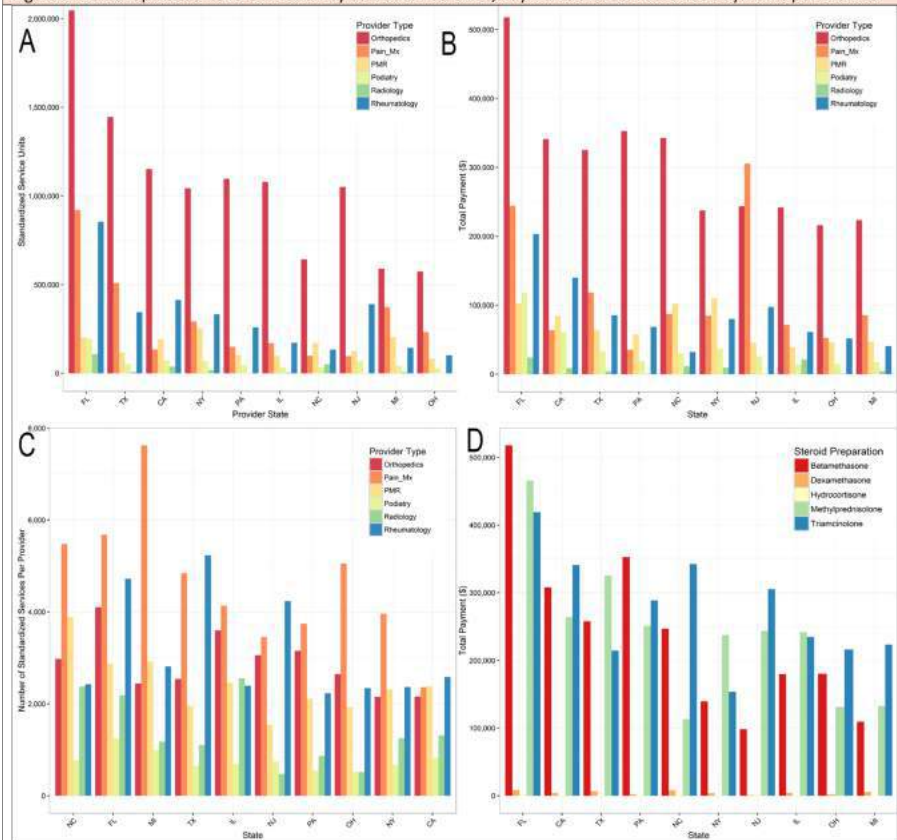 A
Provider Type
Orthopedics
Pain_Mx
PMR
Podiatry
Radiology
Rheumatology
Standardized Service Units
2,000,000
1,500,000
1,000,000
500,000
0
FL TX CA NY PA IL NC NJ MI OH
Provider State
B
Provider Type
Orthopedics
Pain_Mx
PMR
Podiatry
Radiology
Rheumatology
Total Payment ($)
500,000
400,000
300,000
200,000
100,000
0
FL CA TX PA NC NY NJ IL OH MI
State
C
Provider Type
Orthopedics
Pain_Mx
PMR
Podiatry
Radiology
Rheumatology
Number of Standardized Services Per Provider
8,000
6,000
4,000
2,000
0
NC FL MI TX IL NJ PA OH NY CA
State
D
Steroid Preparation
Betamethasone
Dexamethasone
Hydrocortisone
Methylprednisolone
Triamcinolone
Total Payment ($)
500,000
400,000
300,000
200,000
100,000
0
FL CA TX PA NC NY NJ IL OH MI
State